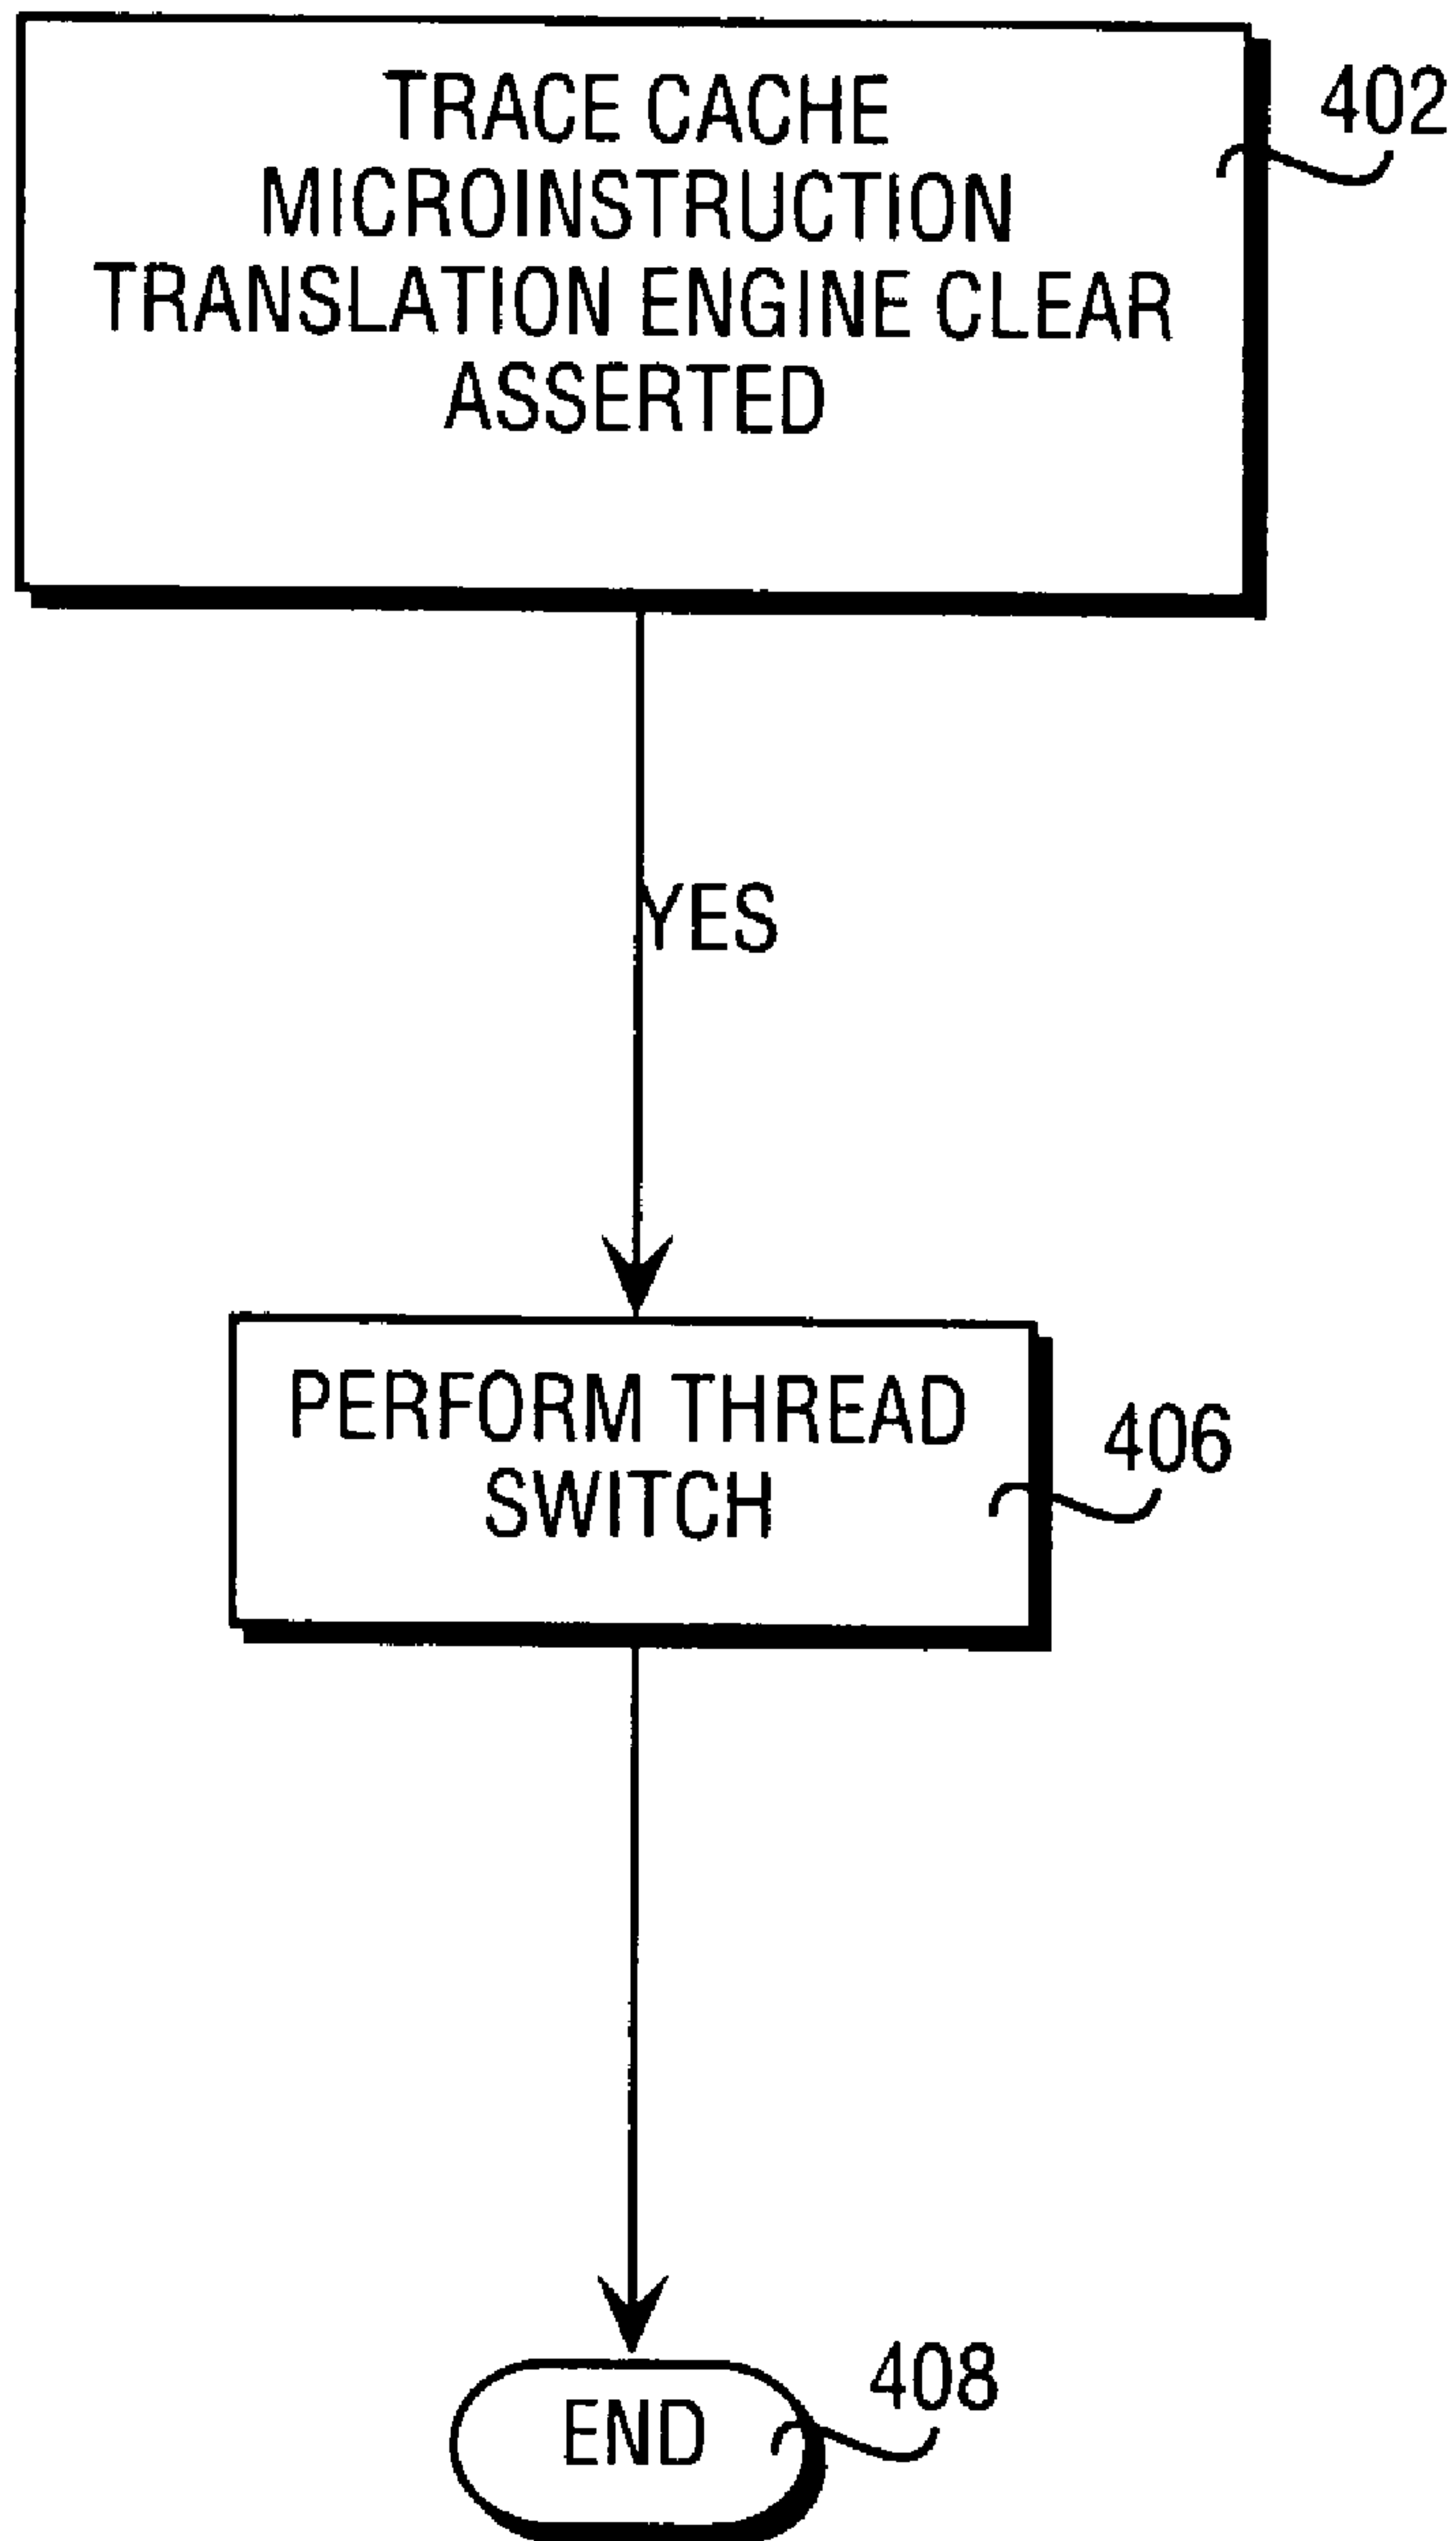 TRACE CACHE
MICROINSTRUCTION
TRANSLATION ENGINE CLEAR
ASSERTED
402
YES
PERFORM THREAD
SWITCH
406
END
408